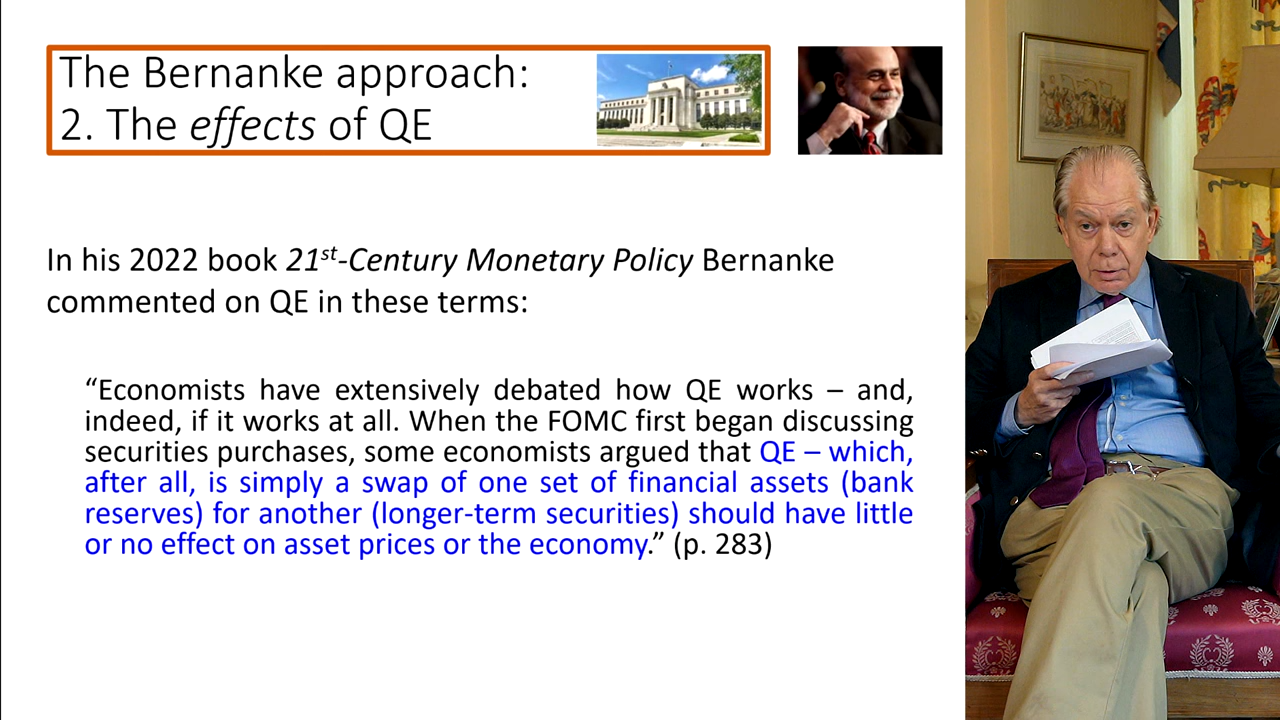 The Bernanke approach:
2. The effects of QE
In his 2022 book 21st-Century Monetary Policy Bernanke
commented on QE in these terms:
“Economists have extensively debated how QE works – and,
indeed, if it works at all. When the FOMC first began discussing
securities purchases, some economists argued that QE – which,
after all, is simply a swap of one set of financial assets (bank
reserves) for another (longer-term securities) should have little
or no effect on asset prices or the economy.” (p. 283)